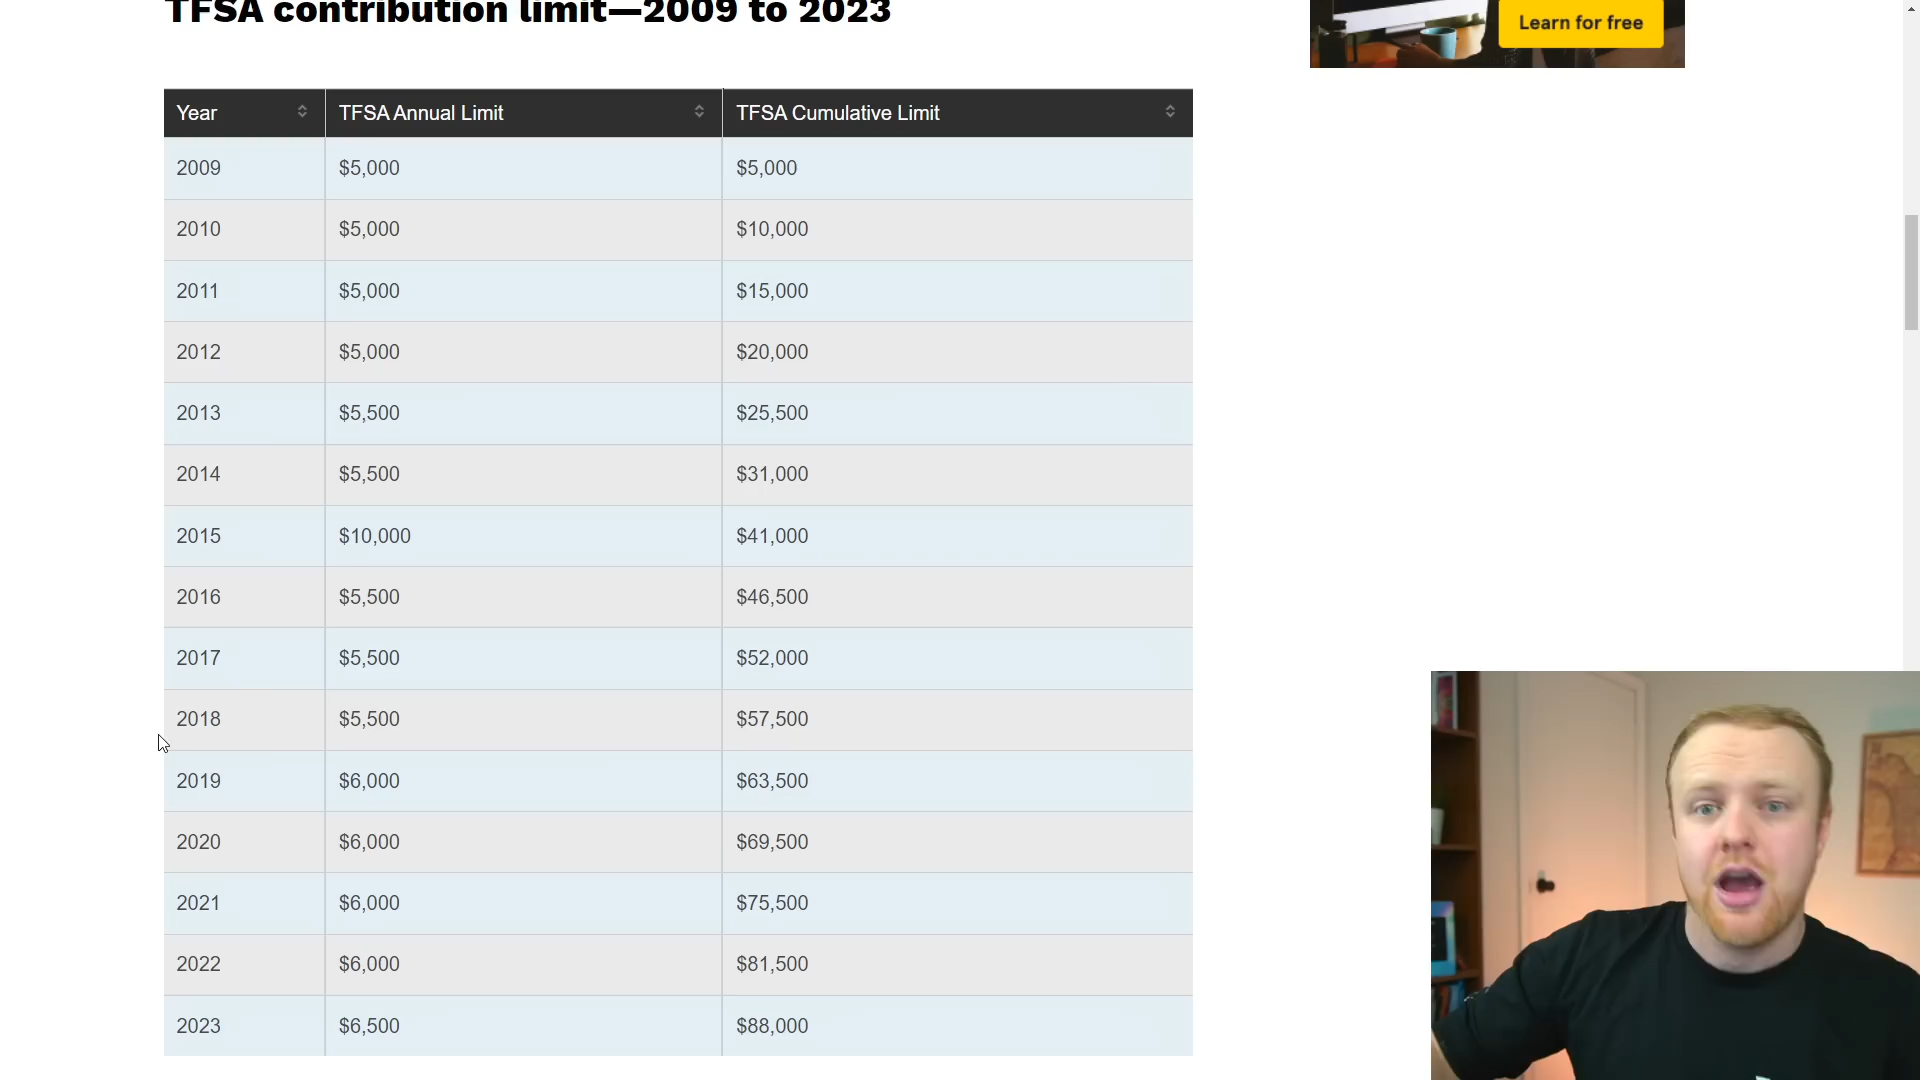 TFSA contribution limit—2009 to 2023
Learn for free
Year TFSA Annual Limit TFSA Cumulative Limit
2009 $5,000 $5,000
2010 $5,000 $10,000
2011 $5,000 $15,000
2012 $5,000 $20,000
2013 $5,500 $25,500
2014 $5,500 $31,000
2015 $10,000 $41,000
2016 $5,500 $46,500
2017 $5,500 $52,000
2018 $5,500 $57,500
2019 $6,000 $63,500
2020 $6,000 $69,500
2021 $6,000 $75,500
2022 $6,000 $81,500
2023 $6,500 $88,000